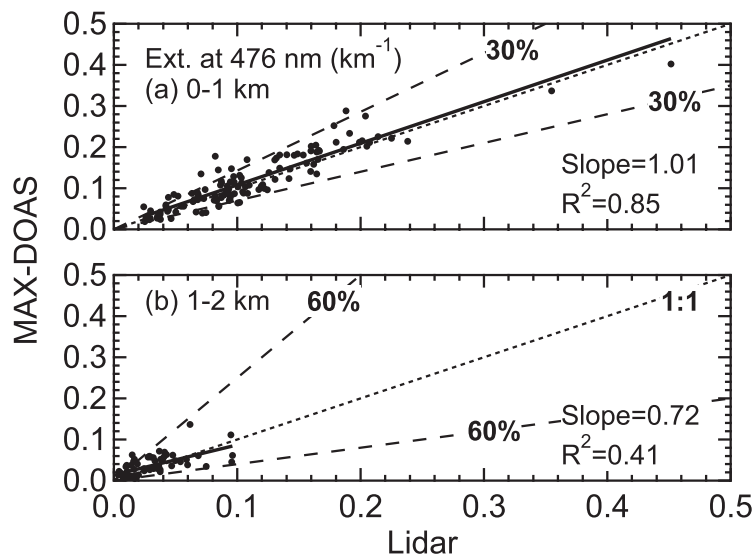 MAX-DOAS
0.5
0.4
0.3
0.2
0.1
0.0
Ext. at 476 nm (km⁻¹)
(a) 0-1 km
30%
30%
Slope=1.01
R²=0.85
0.5
0.4
0.3
0.2
0.1
0.0
(b) 1-2 km
60%
1:1
60%
Slope=0.72
R²=0.41
0.0 0.1 0.2 0.3 0.4 0.5
Lidar